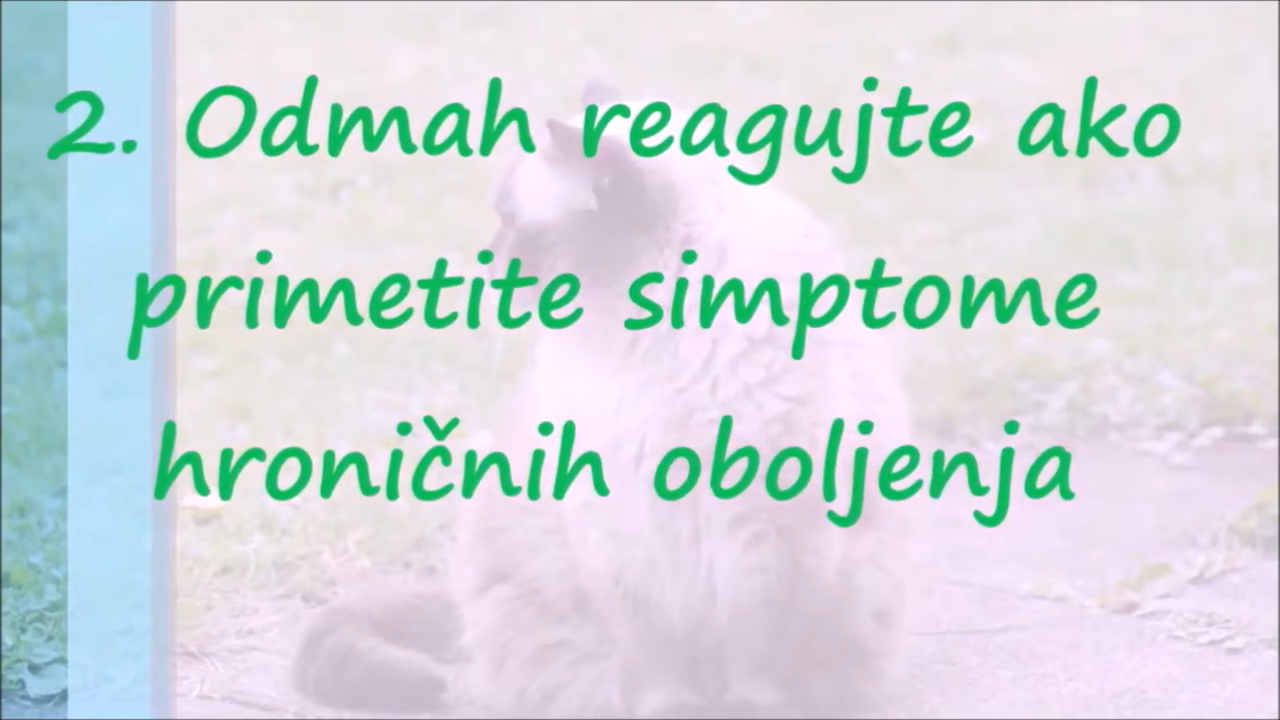 2. Odmah reagujte ako
primetite simptome
hroničnih oboljenja